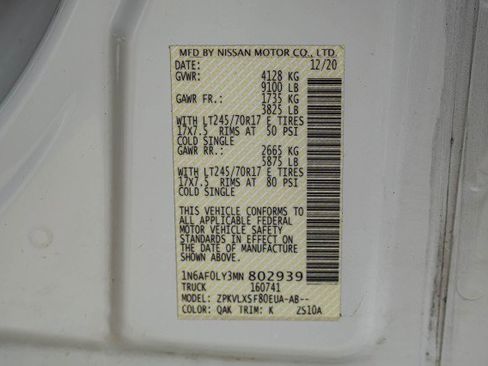 MFD BY NISSAN MOTOR CO., LTD.
DATE: 12/20
GVWR: 4128 KG
9100 LB
GAWR FR.: 1735 KG
3825 LB
WITH LT245/70R17 E TIRES
17X7.5 RIMS AT 50 PSI
COLD SINGLE
GAWR RR.: 2665 KG
5875 LB
WITH LT245/70R17 E TIRES
17X7.5 RIMS AT 80 PSI
COLD SINGLE
THIS VEHICLE CONFORMS TO
ALL APPLICABLE FEDERAL
MOTOR VEHICLE SAFETY
STANDARDS IN EFFECT ON
THE DATE OF MANUFACTURE
SHOWN ABOVE.
1N6AF0LY3MN 802939
TRUCK 160741
MODEL: ZPKVLXSF80EUA-AB--
COLOR: QAK TRIM: K ZS10A